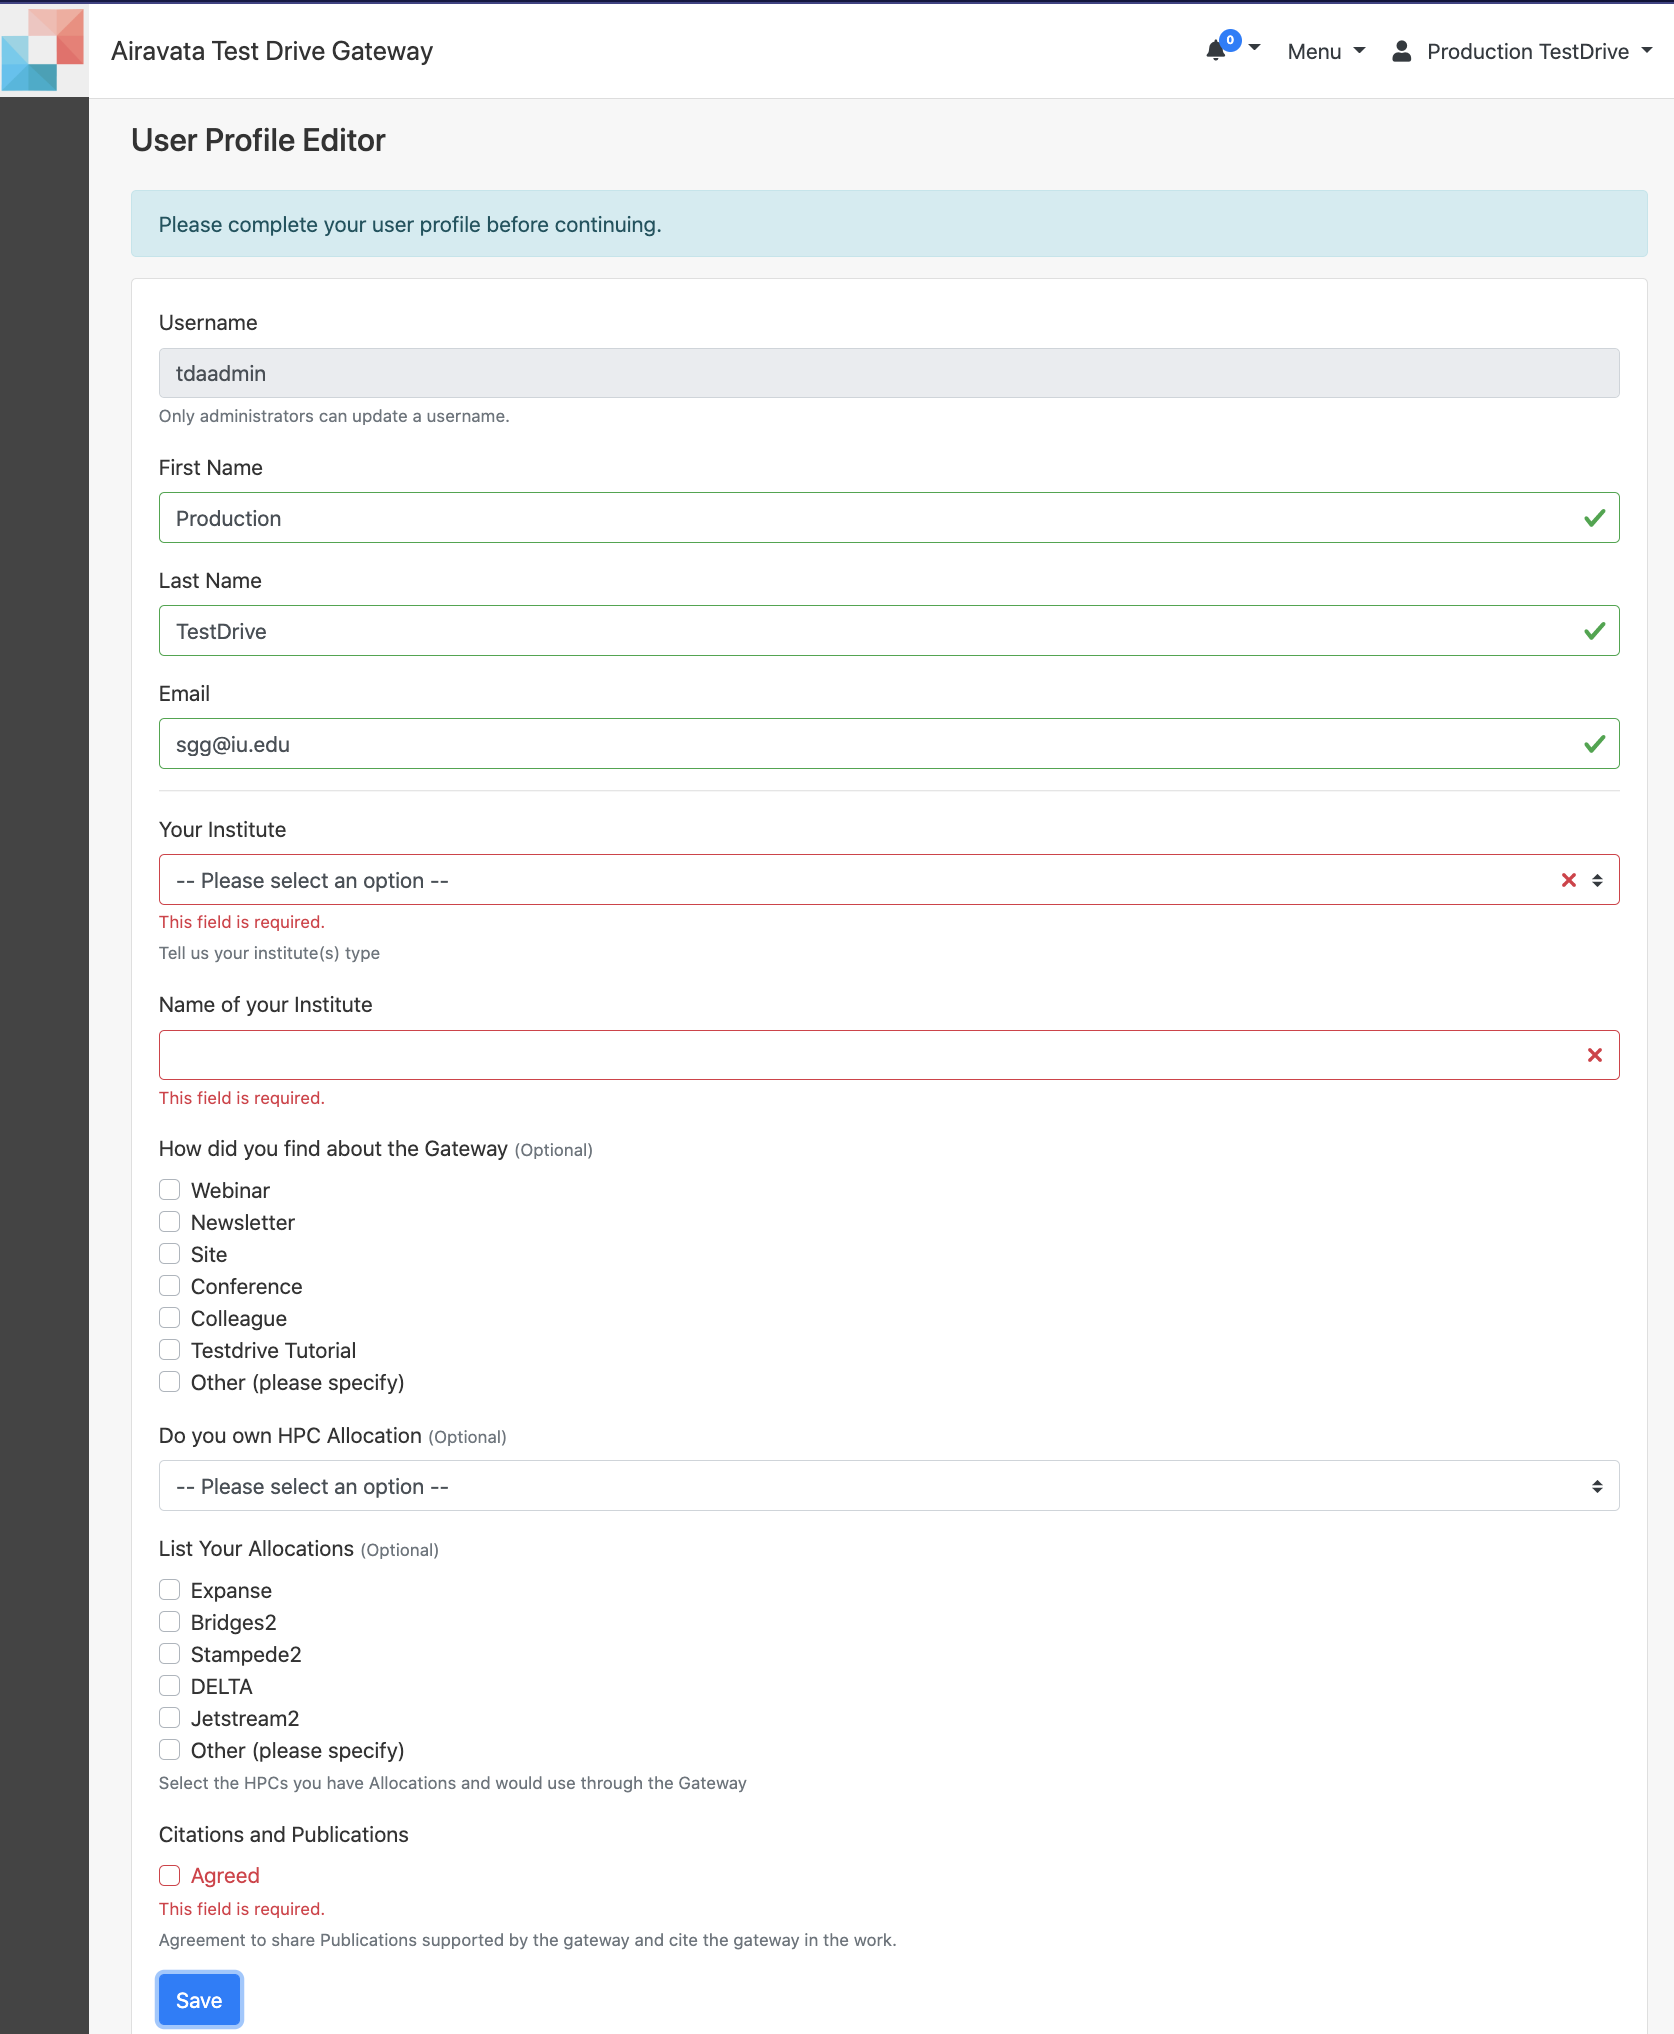 Airavata Test Drive Gateway
0
Menu
Production TestDrive
User Profile Editor
Please complete your user profile before continuing.
Username
tdaadmin
Only administrators can update a username.
First Name
Production
Last Name
TestDrive
Email
sgg@iu.edu
Your Institute
-- Please select an option --
This field is required.
Tell us your institute(s) type
Name of your Institute
This field is required.
How did you find about the Gateway (Optional)
Webinar
Newsletter
Site
Conference
Colleague
Testdrive Tutorial
Other (please specify)
Do you own HPC Allocation (Optional)
-- Please select an option --
List Your Allocations (Optional)
Expanse
Bridges2
Stampede2
DELTA
Jetstream2
Other (please specify)
Select the HPCs you have Allocations and would use through the Gateway
Citations and Publications
Agreed
This field is required.
Agreement to share Publications supported by the gateway and cite the gateway in the work.
Save